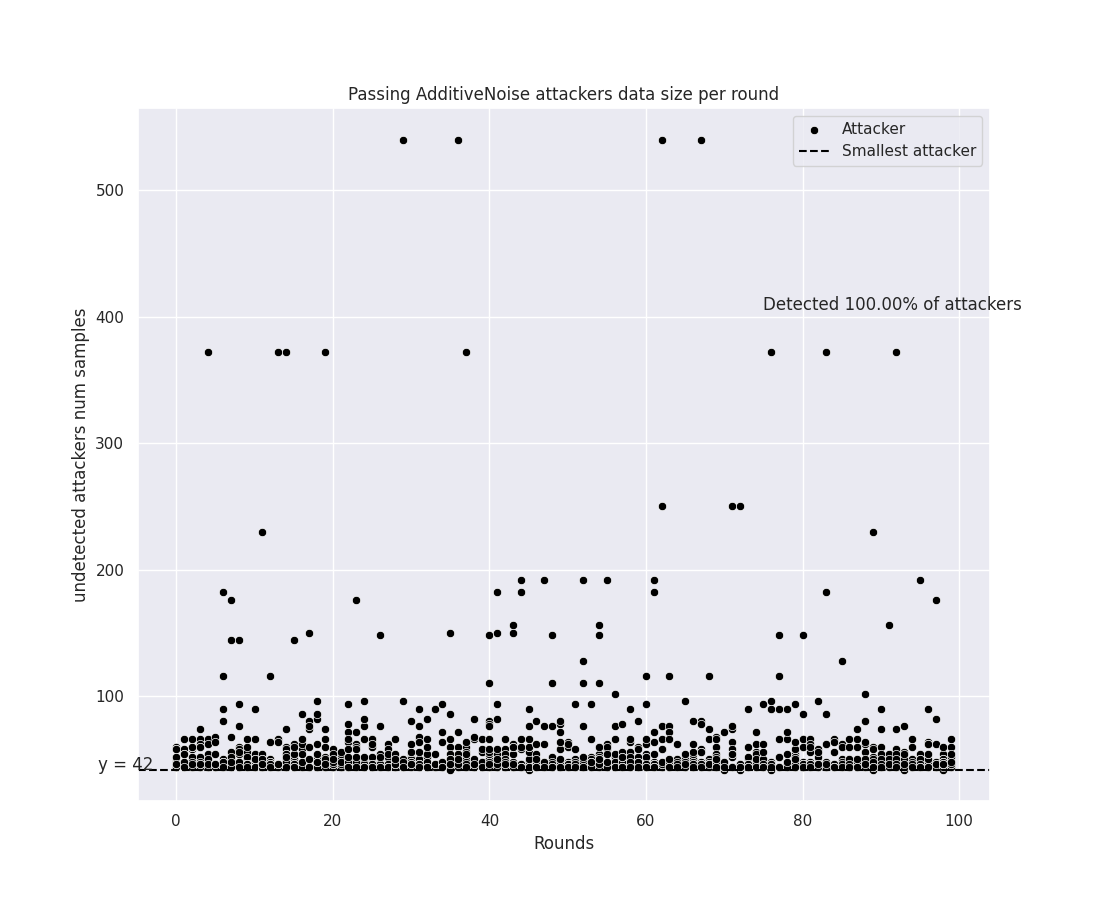 Passing AdditiveNoise attackers data size per round
Attacker
Smallest attacker
Detected 100.00% of attackers
undetected attackers num samples
500
400
300
200
100
y = 42
0
20
40
60
80
100
Rounds